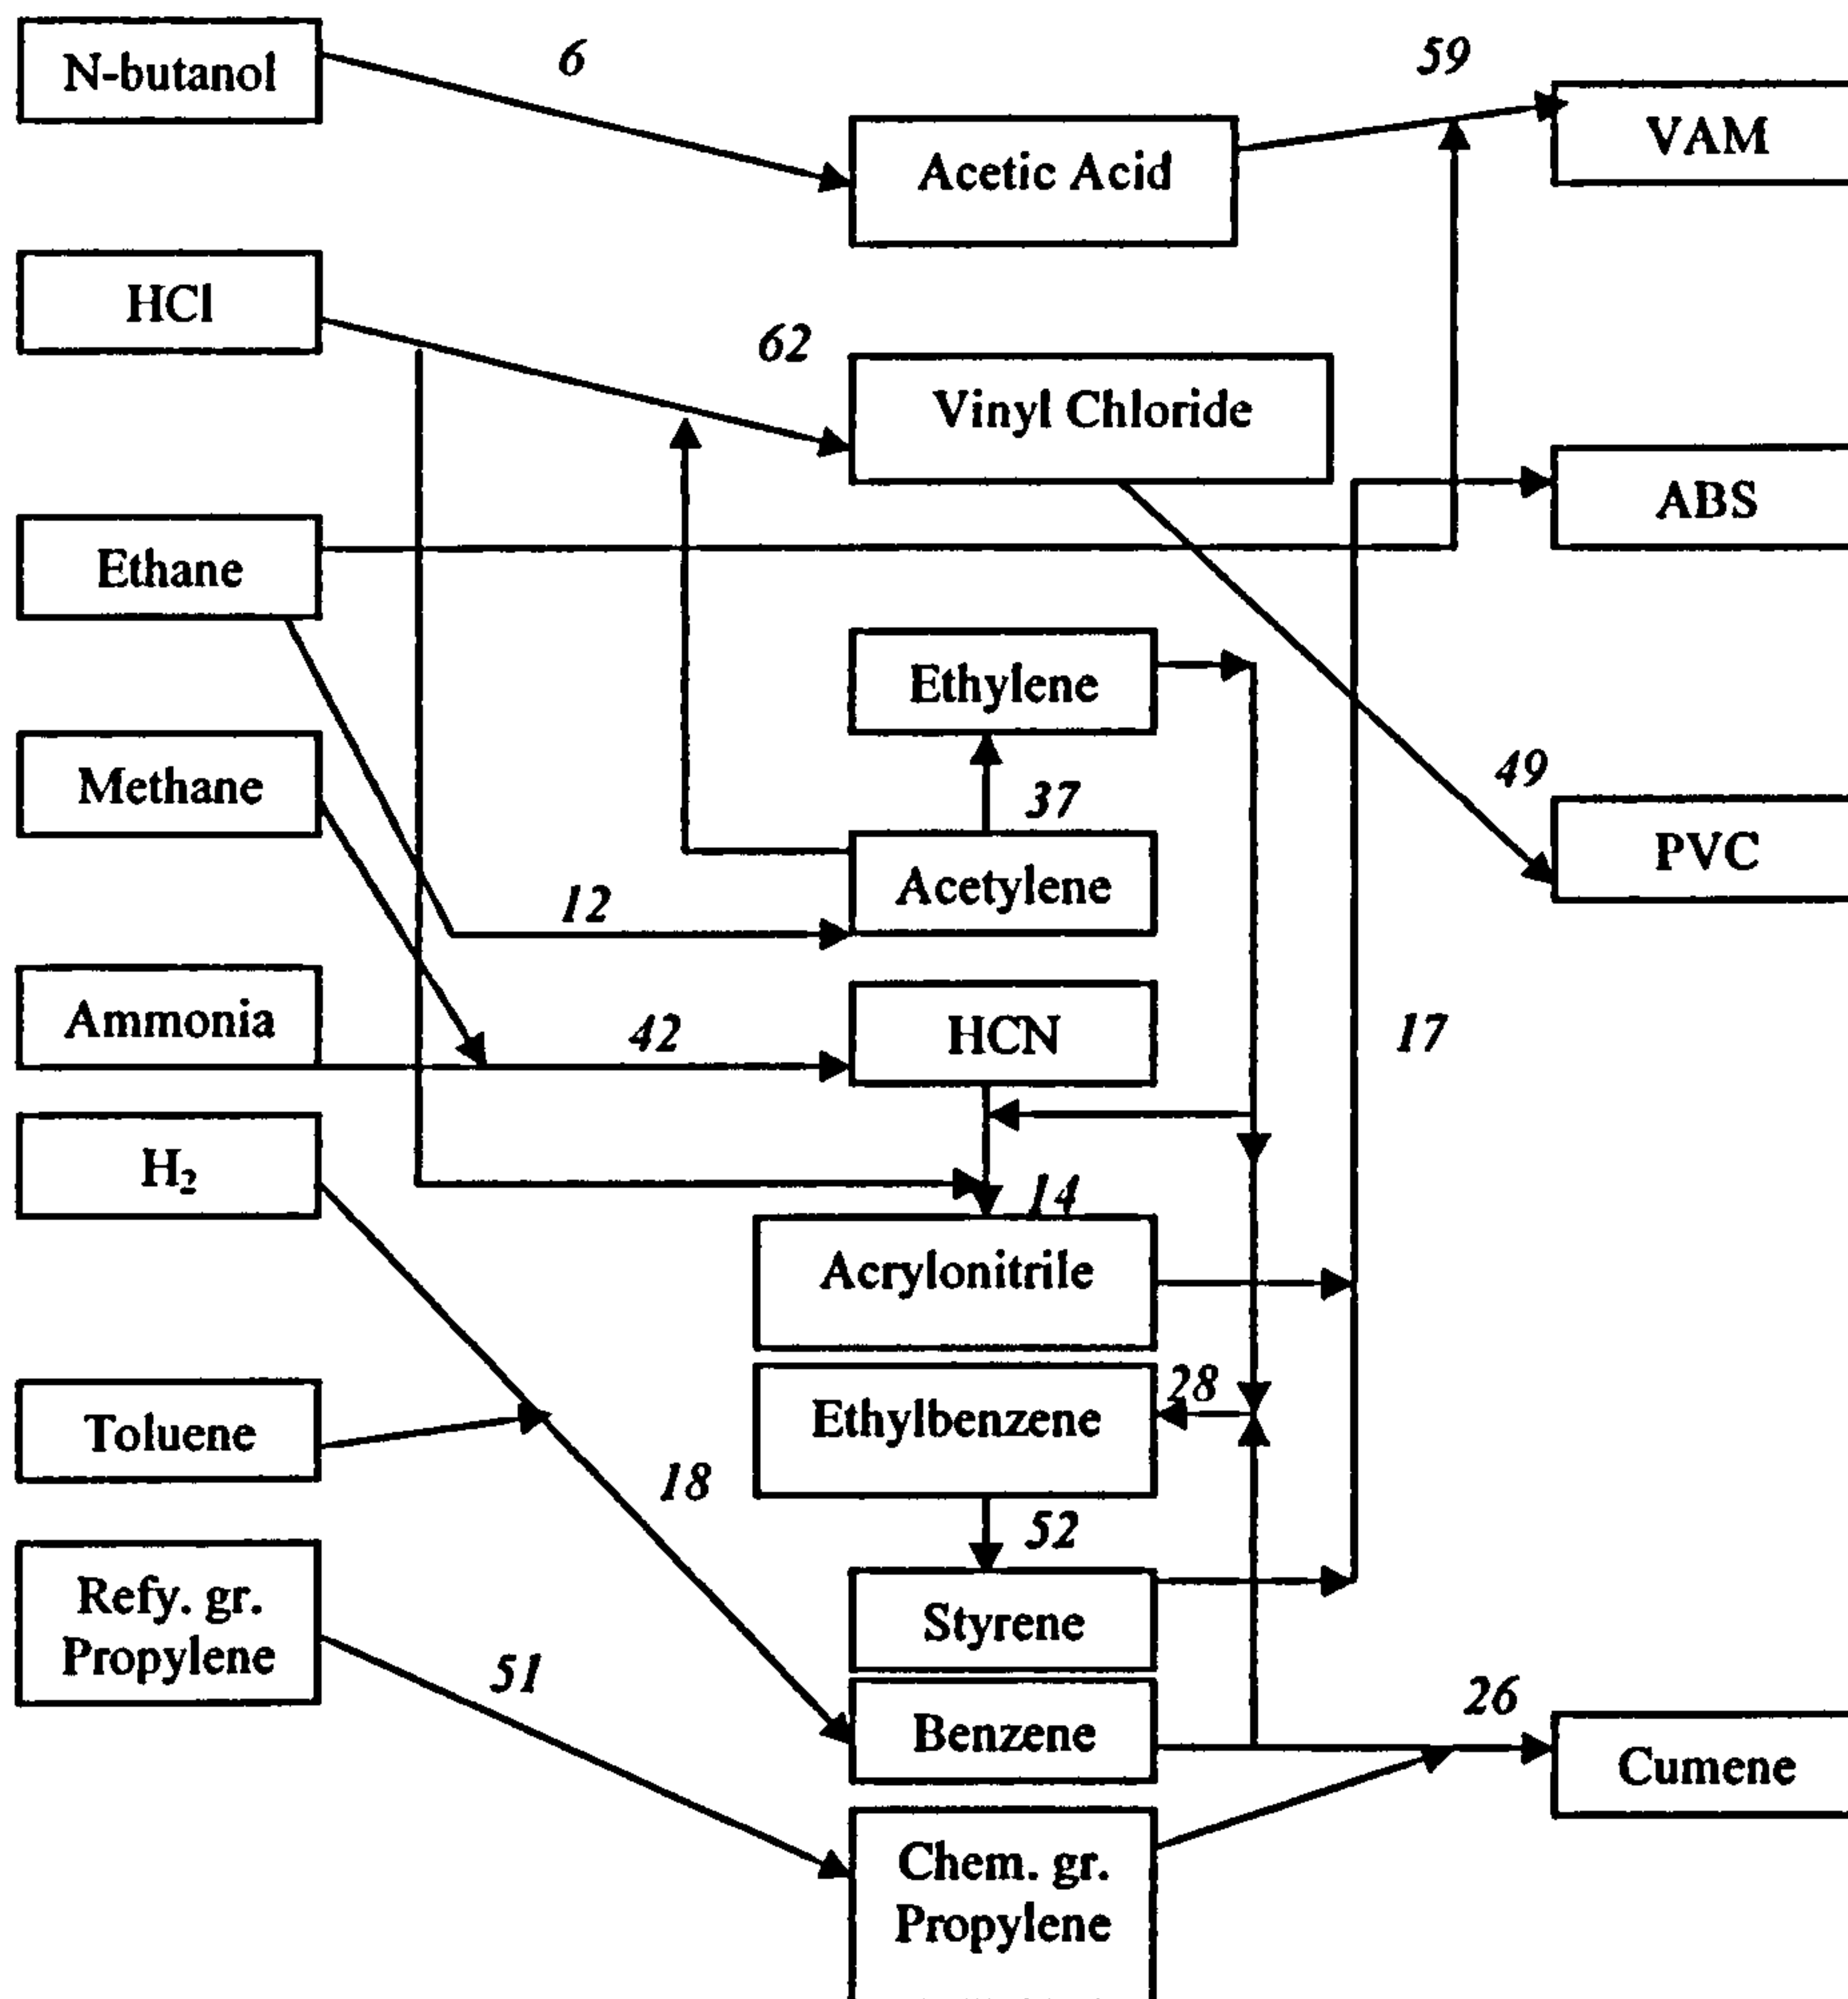 6
59
N-butanol
VAM
Acetic Acid
HCl
62
Vinyl Chloride
ABS
Ethane
Ethylene
49
Methane
37
PVC
Acetylene
12
Ammonia
42
HCN
17
H₂
14
Acrylonitrile
28
Toluene
Ethylbenzene
18
52
Refy. gr.
Propylene
Styrene
51
26
Benzene
Cumene
Chem. gr.
Propylene